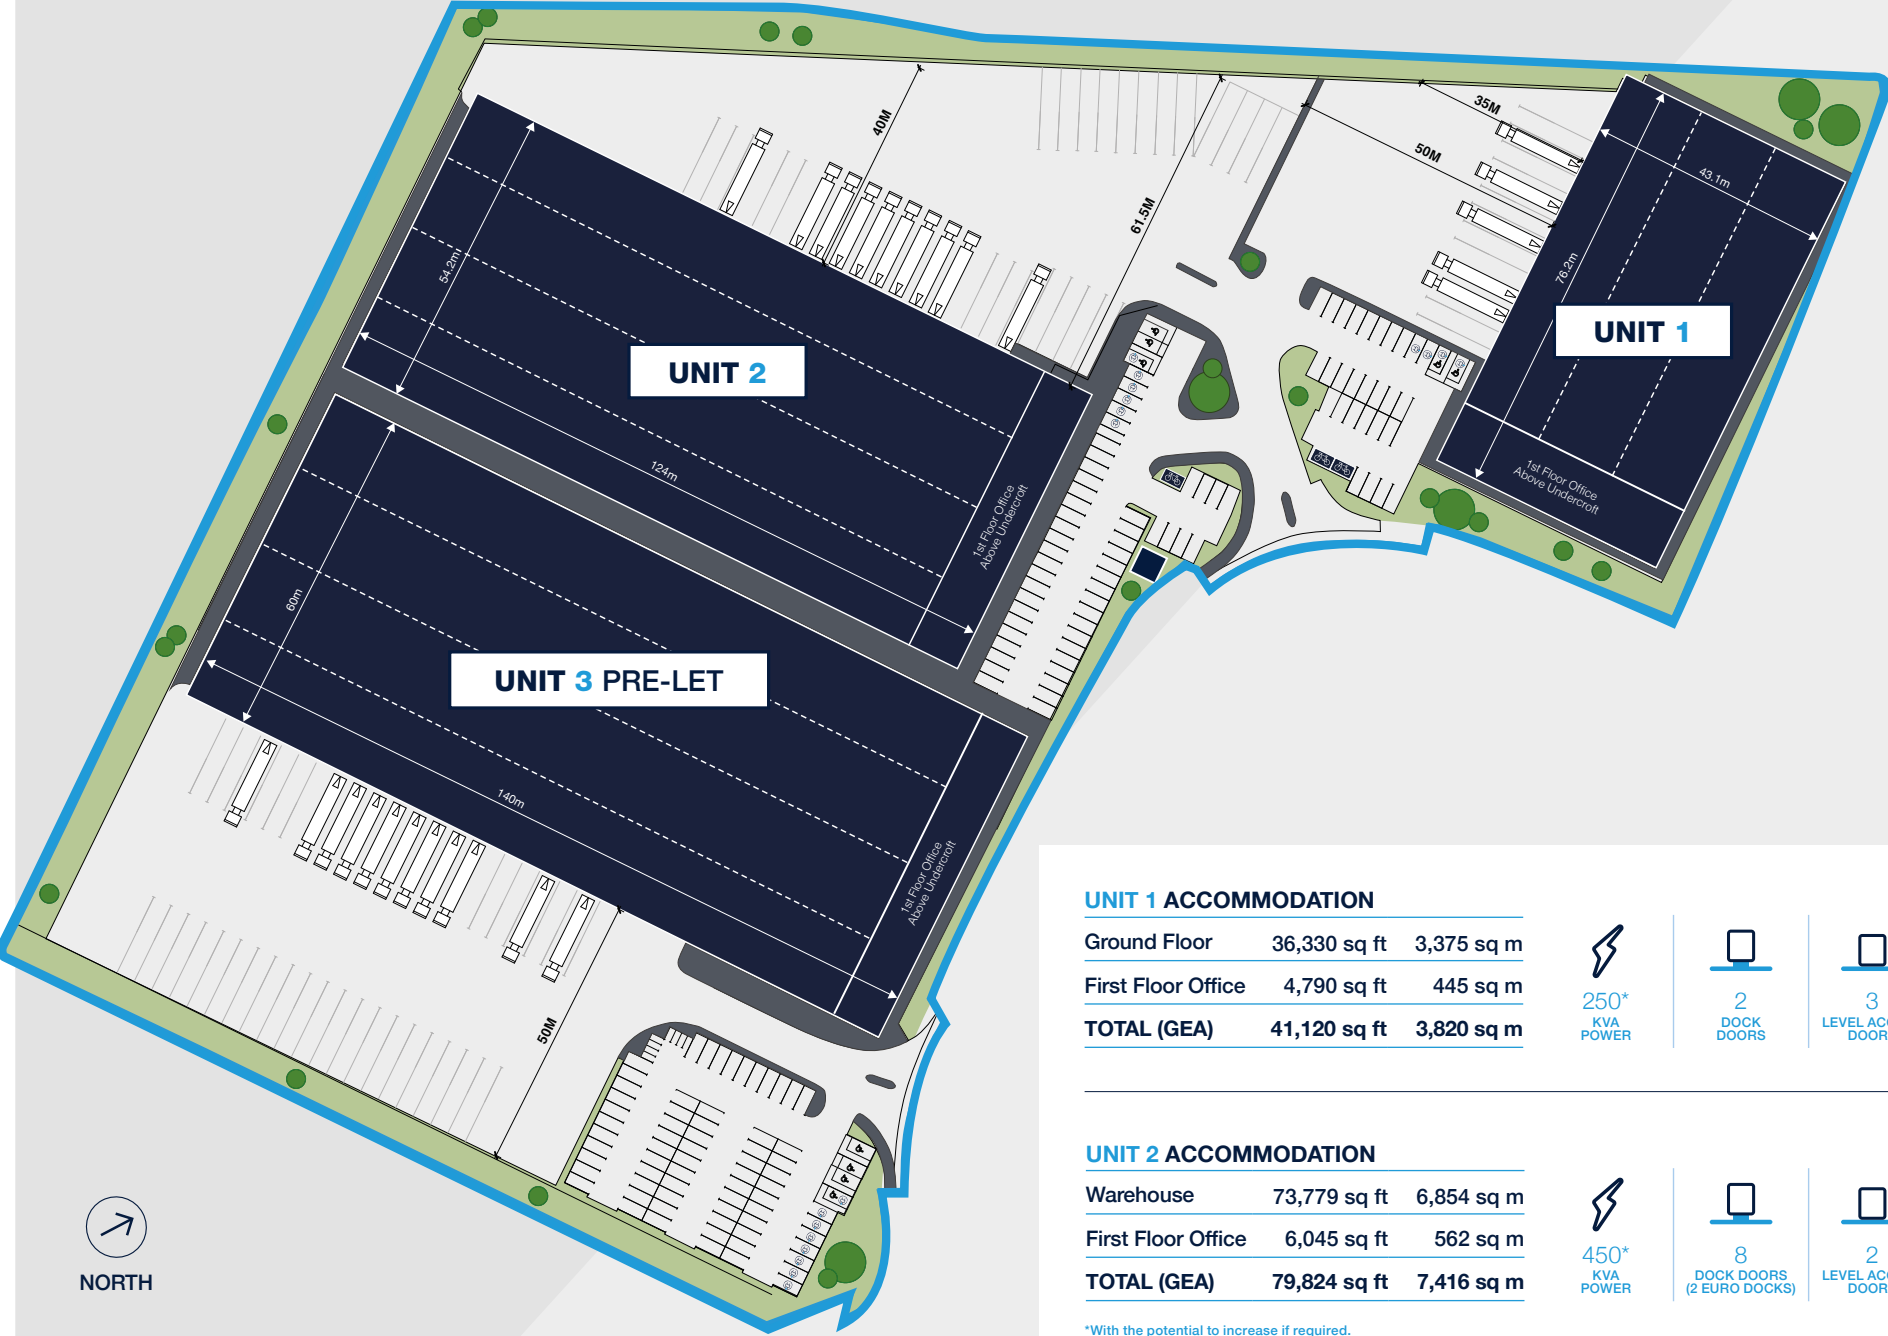 40M
35M
50M
43.1m
61.5M
76.2m
54.2m
UNIT 1
UNIT 2
124m
1st Floor Office
Above Undercroft
1st Floor Office
Above Undercroft
60m
UNIT 3 PRE-LET
140m
1st Floor Office
Above Undercroft
50M
NORTH
UNIT 1 ACCOMMODATION
Ground Floor 36,330 sq ft 3,375 sq m
First Floor Office 4,790 sq ft 445 sq m
TOTAL (GEA) 41,120 sq ft 3,820 sq m
250*
KVA
POWER
2
DOCK
DOORS
3
LEVEL AC
DOOR
UNIT 2 ACCOMMODATION
Warehouse 73,779 sq ft 6,854 sq m
First Floor Office 6,045 sq ft 562 sq m
TOTAL (GEA) 79,824 sq ft 7,416 sq m
450*
KVA
POWER
8
DOCK DOORS
(2 EURO DOCKS)
2
LEVEL AC
DOOR
*With the potential to increase if required.